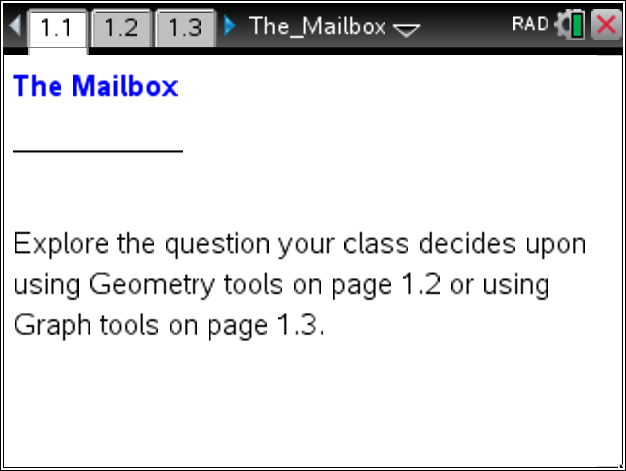 1.1 1.2 1.3 The_Mailbox RAD
The Mailbox
Explore the question your class decides upon
using Geometry tools on page 1.2 or using
Graph tools on page 1.3.